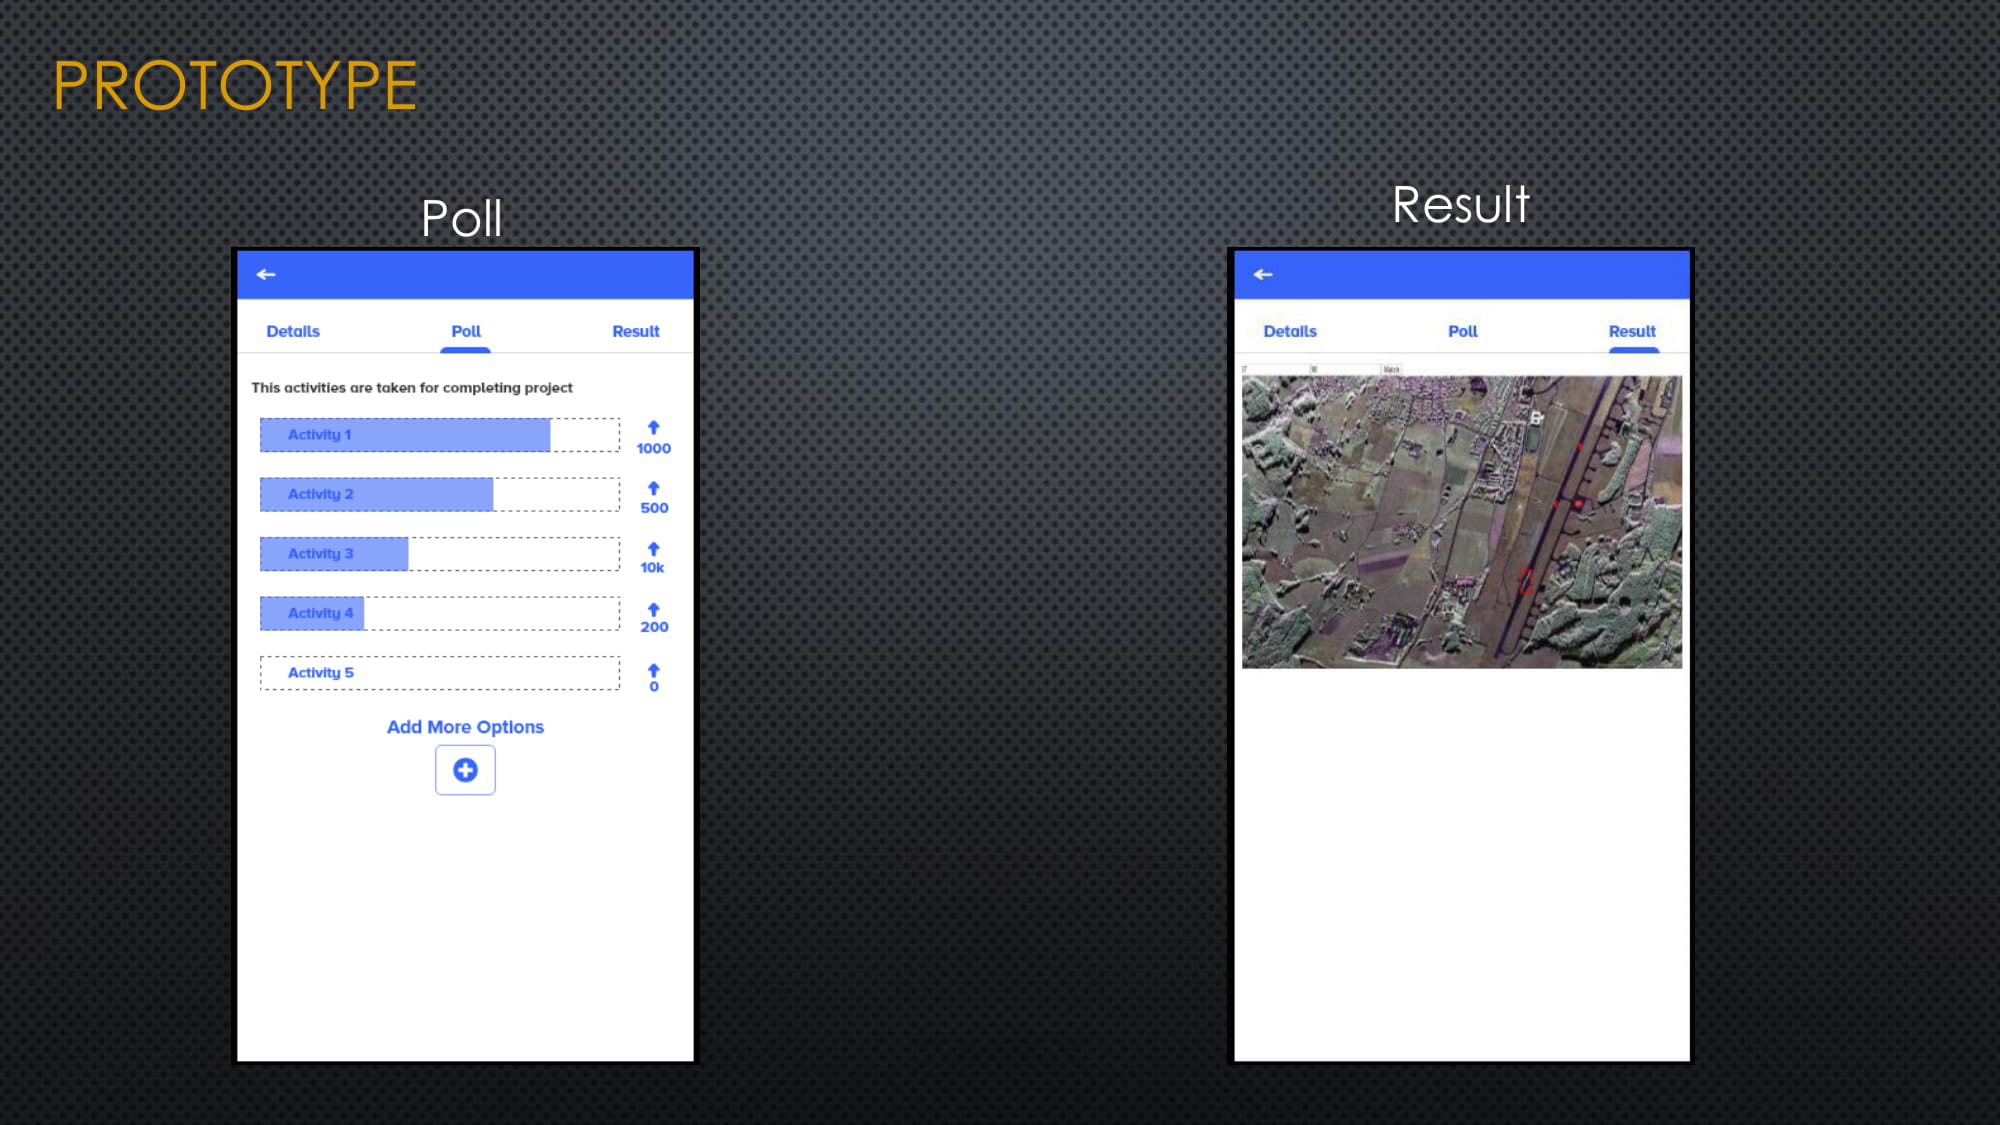 PROTOTYPE
Poll
Details Poll Result
This activities are taken for completing project
Activity 1
1000
Activity 2
500
Activity 3
10k
Activity 4
200
Activity 5
0
Add More Options
Result
Details Poll Result
Match